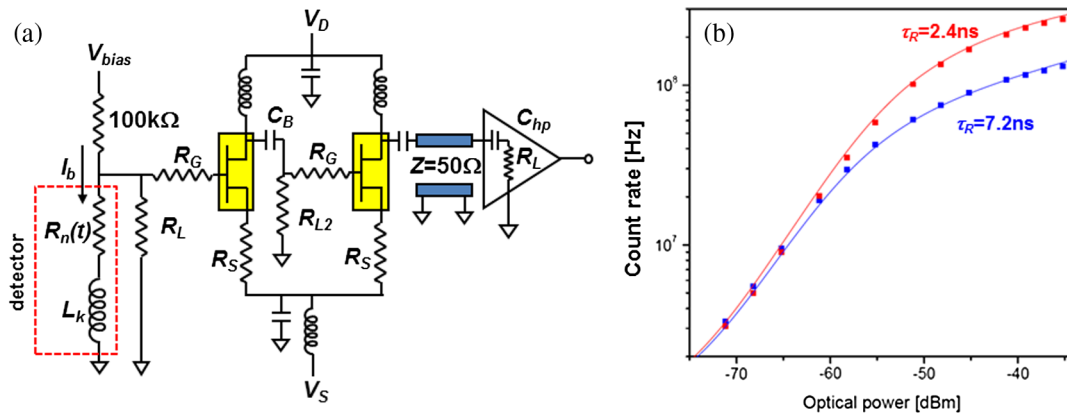 (a)
V_D
V_bias
100kΩ
C_B
C_hp
R_G
R_G
I_b
Z=50Ω
R_L
R_n(t)
R_L
R_L2
R_S
R_S
detector
L_k
V_S
(b)
τ_R=2.4ns
τ_R=7.2ns
Count rate [Hz]
10^8
10^7
-70 -60 -50 -40
Optical power [dBm]